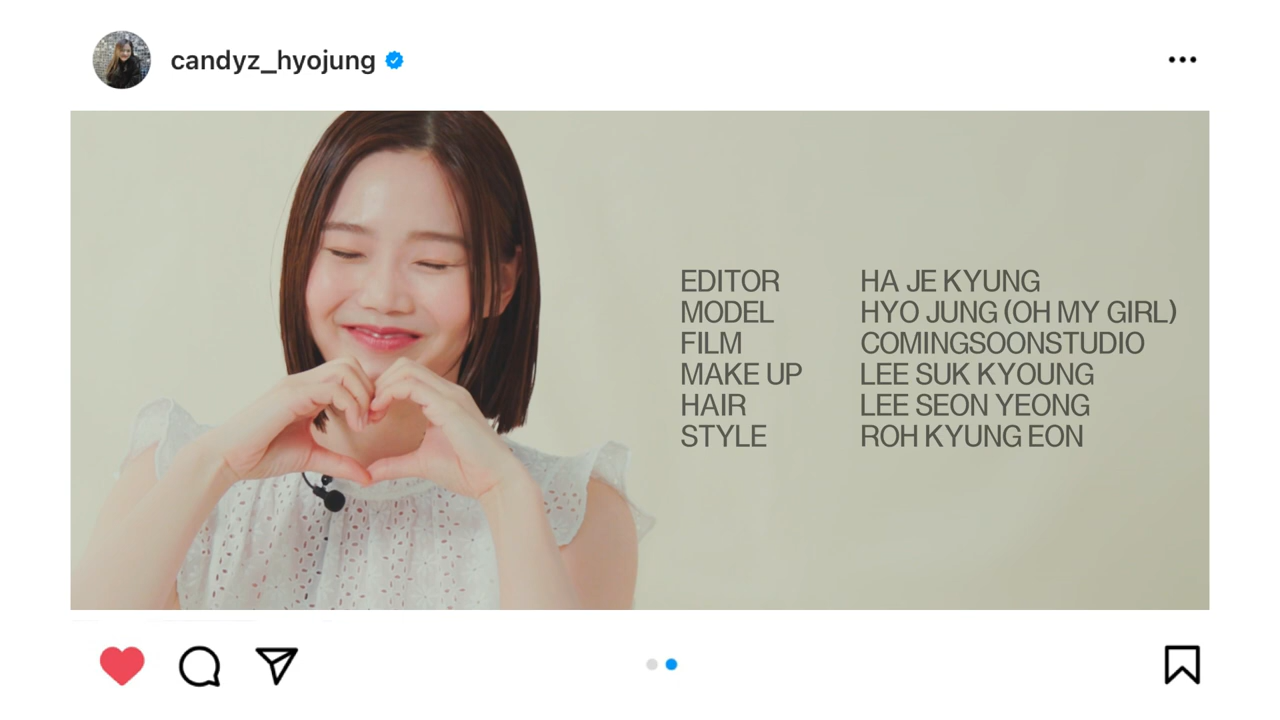 candyz_hyojung
EDITOR HA JE KYUNG
MODEL HYO JUNG (OH MY GIRL)
FILM COMINGSOONSTUDIO
MAKE UP LEE SUK KYOUNG
HAIR LEE SEON YEONG
STYLE ROH KYUNG EON